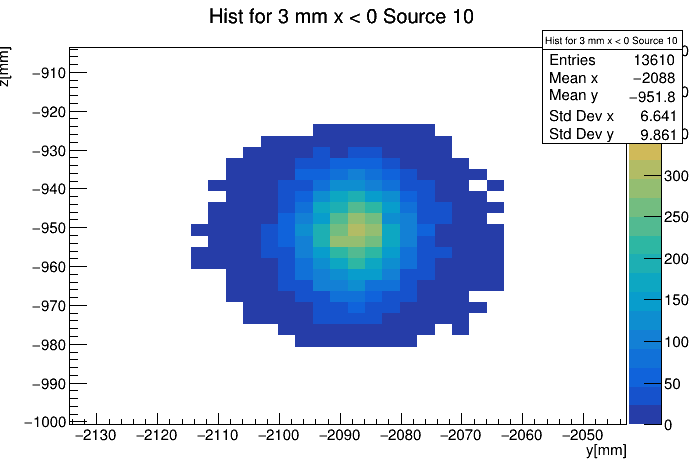 Hist for 3 mm x < 0 Source 10
z[mm]
Hist for 3 mm x < 0 Source 10
Entries 13610
Mean x −2088
Mean y −951.8
Std Dev x 6.641
Std Dev y 9.861
−910
−920
−930
−940
−950
−960
−970
−980
−990
−1000
−2130 −2120 −2110 −2100 −2090 −2080 −2070 −2060 −2050
y[mm]
300
250
200
150
100
50
0